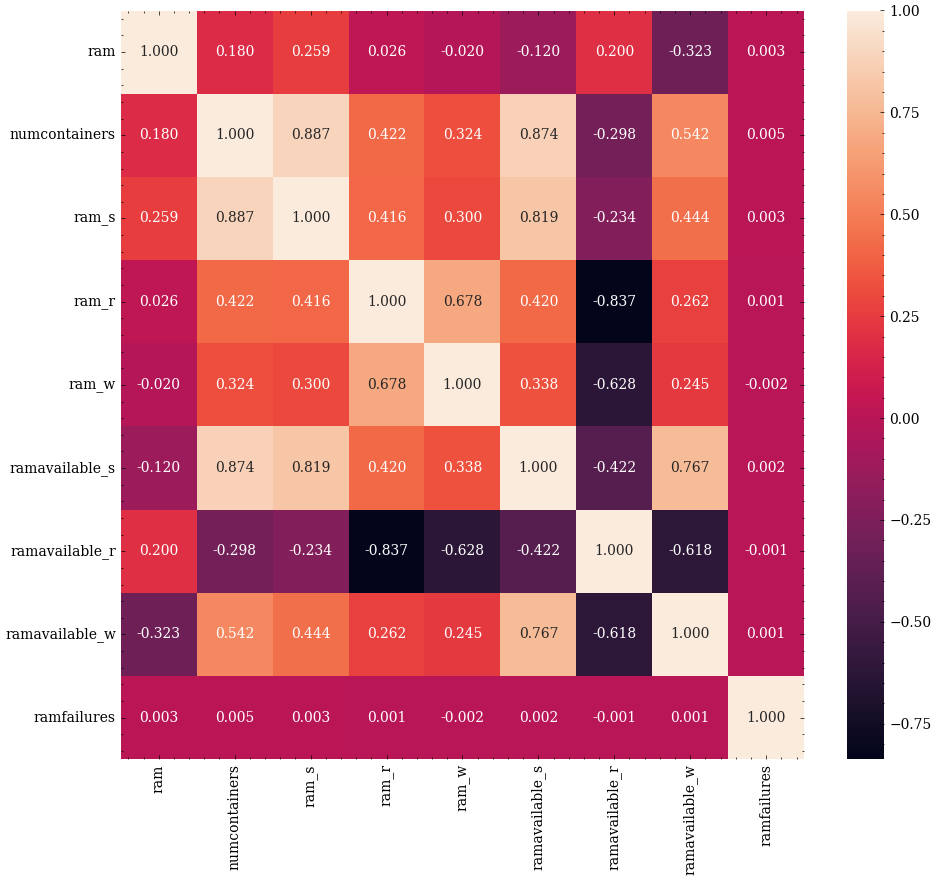 ram 1.000 0.180 0.259 0.026 -0.020 -0.120 0.200 -0.323 0.003
numcontainers 0.180 1.000 0.887 0.422 0.324 0.874 -0.298 0.542 0.005
ram_s 0.259 0.887 1.000 0.416 0.300 0.819 -0.234 0.444 0.003
ram_r 0.026 0.422 0.416 1.000 0.678 0.420 -0.837 0.262 0.001
ram_w -0.020 0.324 0.300 0.678 1.000 0.338 -0.628 0.245 -0.002
ramavailable_s -0.120 0.874 0.819 0.420 0.338 1.000 -0.422 0.767 0.002
ramavailable_r 0.200 -0.298 -0.234 -0.837 -0.628 -0.422 1.000 -0.618 -0.001
ramavailable_w -0.323 0.542 0.444 0.262 0.245 0.767 -0.618 1.000 0.001
ramfailures 0.003 0.005 0.003 0.001 -0.002 0.002 -0.001 0.001 1.000
ram
numcontainers
ram_s
ram_r
ram_w
ramavailable_s
ramavailable_r
ramavailable_w
ramfailures
1.00
0.75
0.50
0.25
0.00
−0.25
−0.50
−0.75